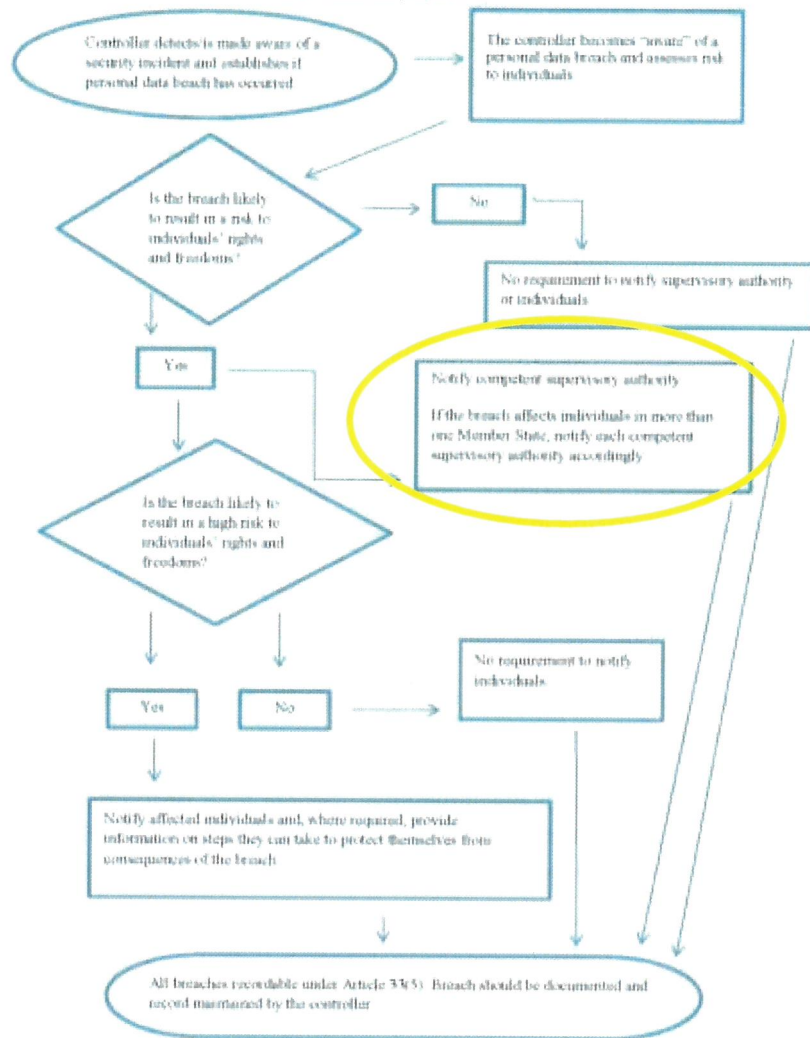 Controller detects/is made aware of a
security incident and establishes if
personal data beach has occurred
The controller becomes “aware” of a
personal data breach and assesses risk
to individuals
Is the breach likely
to result in a risk to
individuals’ rights
and freedoms?
No
No requirement to notify supervisory authority
or individuals
Yes
Notify competent supervisory authority
If the breach affects individuals in more than
one Member State, notify each competent
supervisory authority accordingly
Is the breach likely to
result in a high risk to
individuals’ rights and
freedoms?
Yes
No
No requirement to notify
individuals.
Notify affected individuals and, where required, provide
information on steps they can take to protect themselves from
consequences of the breach
All breaches recordable under Article 33(5). Breach should be documented and
record maintained by the controller